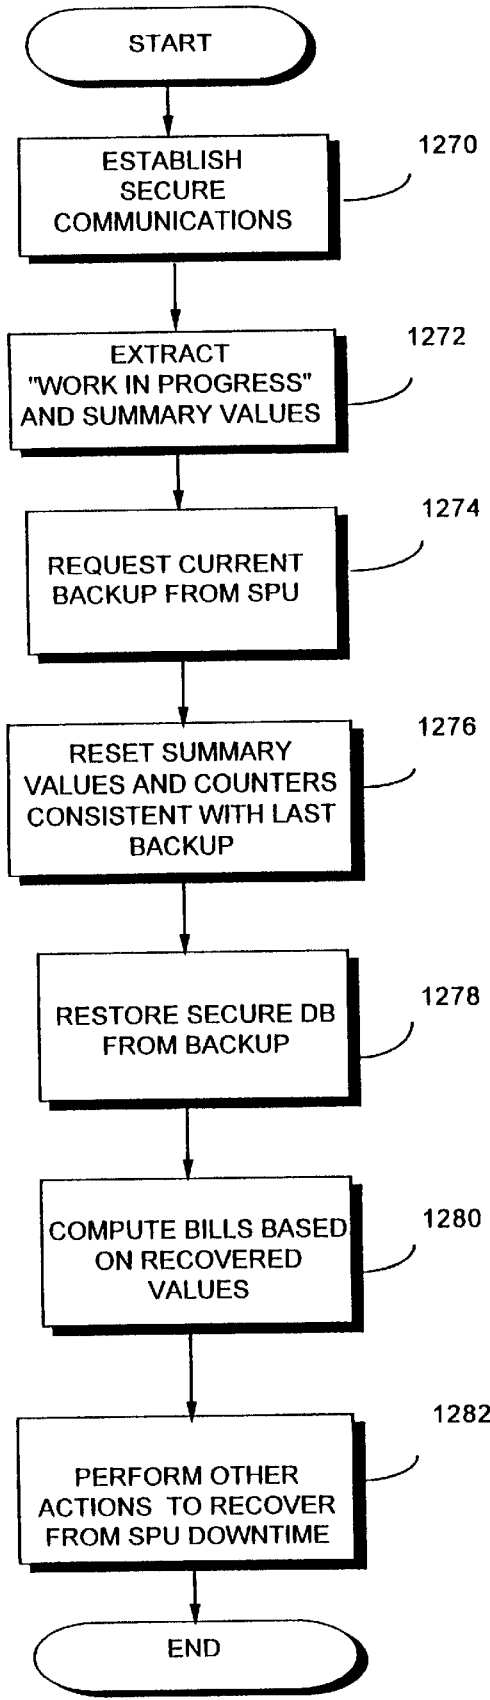 START
1270
ESTABLISH
SECURE
COMMUNICATIONS
1272
EXTRACT
"WORK IN PROGRESS"
AND SUMMARY VALUES
1274
REQUEST CURRENT
BACKUP FROM SPU
1276
RESET SUMMARY
VALUES AND COUNTERS
CONSISTENT WITH LAST
BACKUP
1278
RESTORE SECURE DB
FROM BACKUP
1280
COMPUTE BILLS BASED
ON RECOVERED
VALUES
1282
PERFORM OTHER
ACTIONS TO RECOVER
FROM SPU DOWNTIME
END